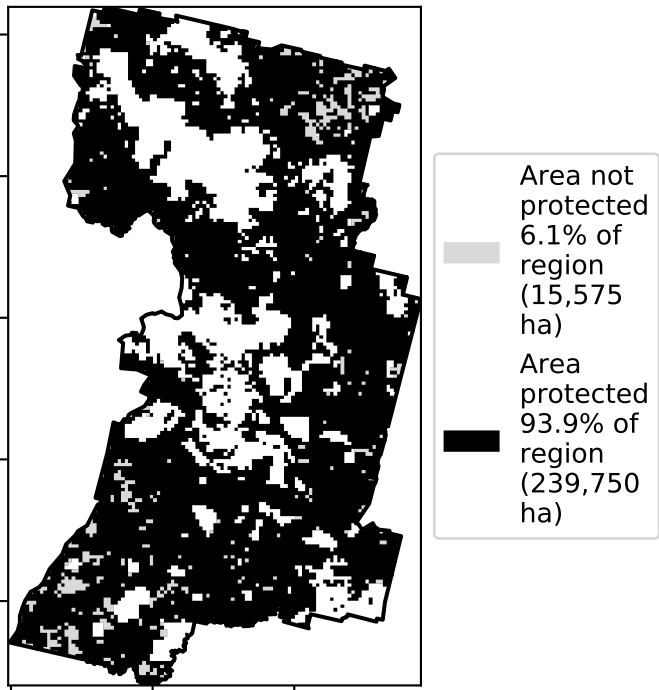 Area not
protected
6.1% of
region
(15,575
ha)
Area
protected
93.9% of
region
(239,750
ha)